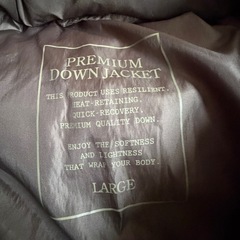 PREMIUM
DOWN JACKET
THIS PRODUCT USES RESILIENT.
HEAT-RETAINING.
QUICK-RECOVERY.
PREMIUM QUALITY DOWN.
ENJOY THE SOFTNESS
AND LIGHTNESS
THAT WRAP YOUR BODY.
LARGE